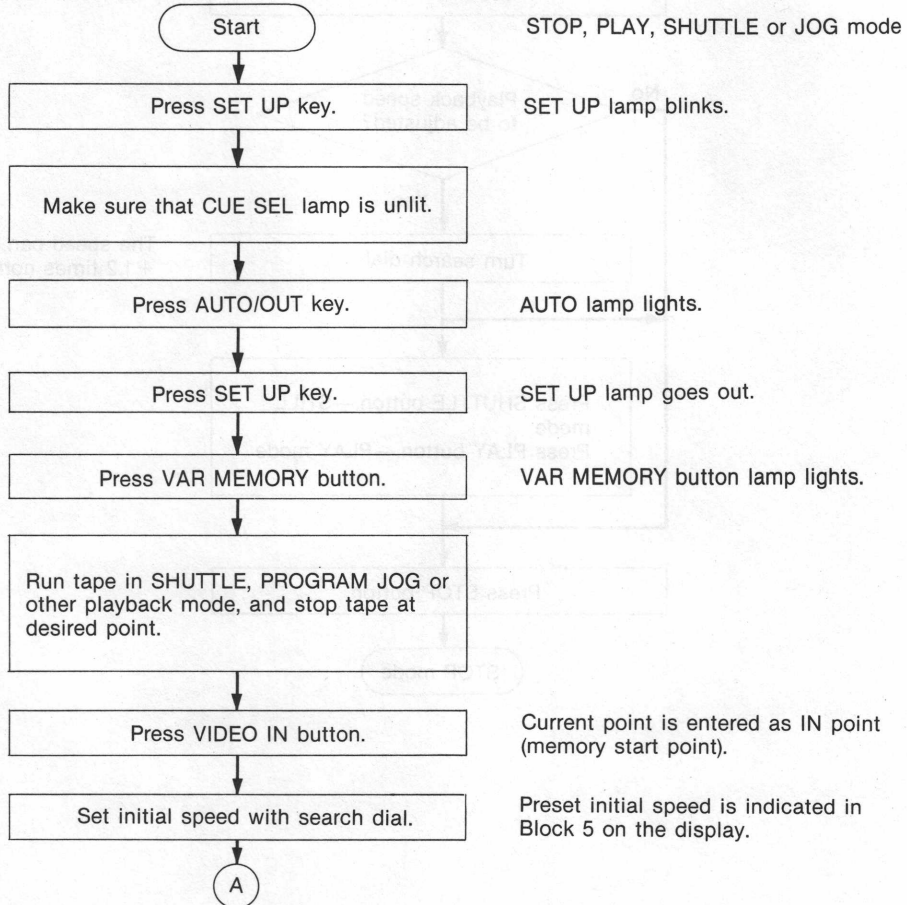 Start
STOP, PLAY, SHUTTLE or JOG mode
Press SET UP key.
SET UP lamp blinks.
Make sure that CUE SEL lamp is unlit.
Press AUTO/OUT key.
AUTO lamp lights.
Press SET UP key.
SET UP lamp goes out.
Press VAR MEMORY button.
VAR MEMORY button lamp lights.
Run tape in SHUTTLE, PROGRAM JOG or
other playback mode, and stop tape at
desired point.
Press VIDEO IN button.
Current point is entered as IN point
(memory start point).
Set initial speed with search dial.
Preset initial speed is indicated in
Block 5 on the display.
A